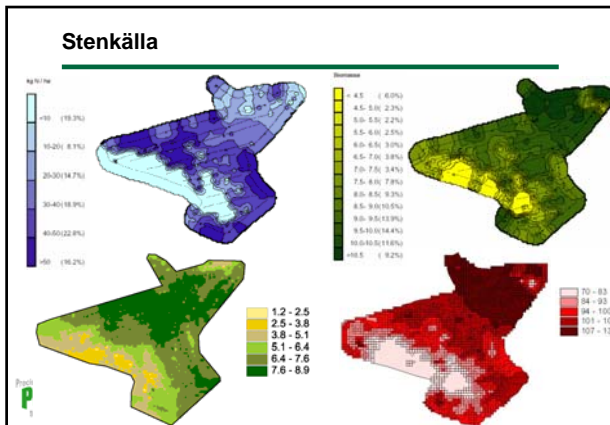 Stenkälla
kg N / ha
<10 (19.3%)
10-20( 8.1%)
20-30(14.7%)
30-40(18.9%)
40-50(22.8%)
>50 (16.2%)
Biomassa
< 4.5 ( 6.0%)
4.5- 5.0( 2.3%)
5.0- 5.5( 2.2%)
5.5- 6.0( 2.5%)
6.0- 6.5( 3.0%)
6.5- 7.0( 3.8%)
7.0- 7.5( 3.4%)
7.5- 8.0( 7.8%)
8.0- 8.5( 9.3%)
8.5- 9.0(10.5%)
9.0- 9.5(13.9%)
9.5-10.0(14.4%)
10.0-10.5(11.6%)
>10.5 ( 9.2%)
1.2 - 2.5
2.5 - 3.8
3.8 - 5.1
5.1 - 6.4
6.4 - 7.6
7.6 - 8.9
70 - 83
84 - 93
94 - 100
101 - 10
107 - 1
P